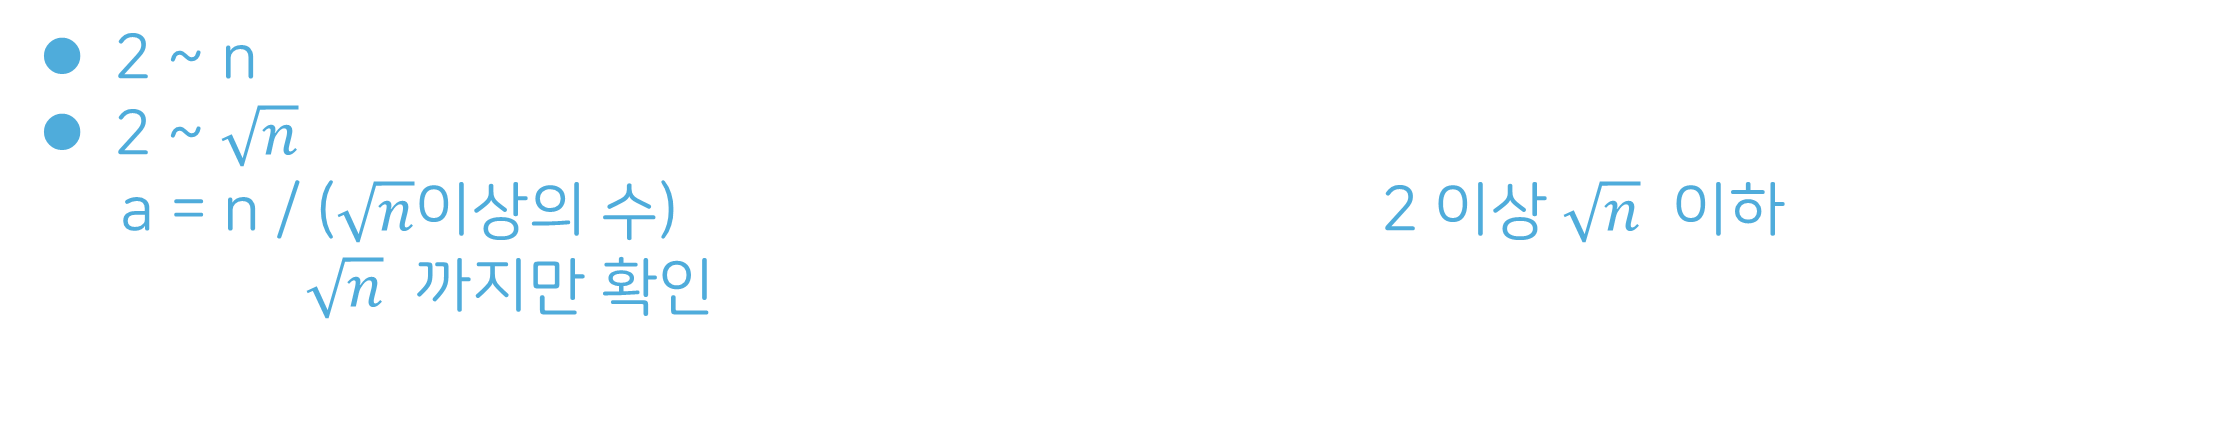 ● 2 ~ n
● 2 ~ √n
a = n / (√n이상의 수) 2 이상 √n 이하
√n 까지만 확인